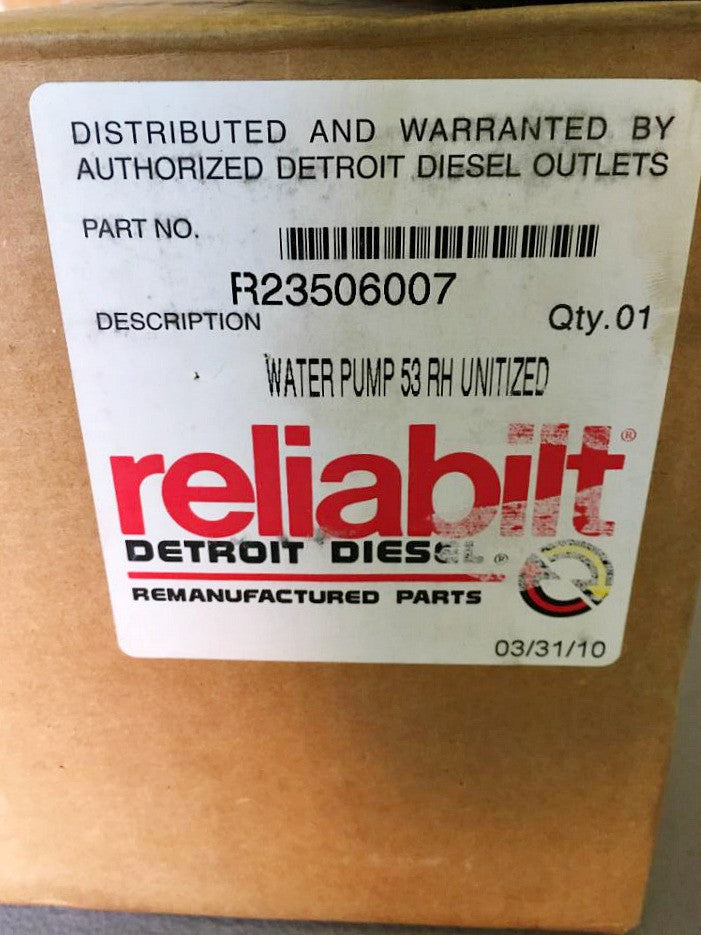 DISTRIBUTED AND WARRANTED BY
AUTHORIZED DETROIT DIESEL OUTLETS
PART NO.
R23506007
DESCRIPTION Qty.01
WATER PUMP 53 RH UNITIZED
reliabilt®
DETROIT DIESEL®
REMANUFACTURED PARTS
03/31/10